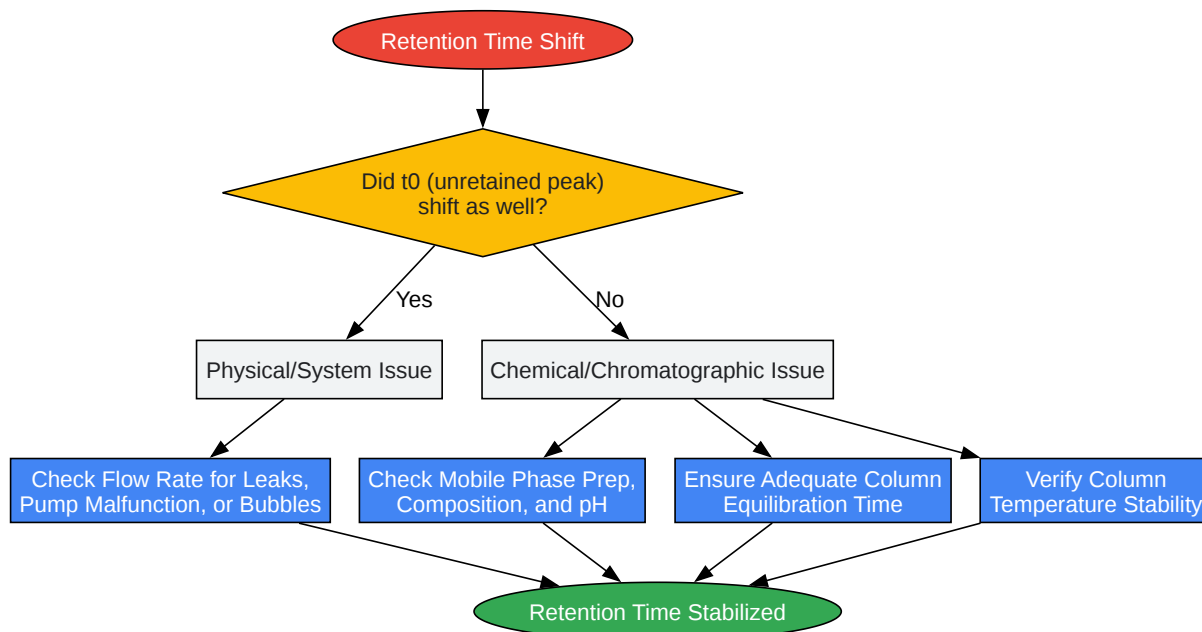 Retention Time Shift
Did t0 (unretained peak)
shift as well?
Yes
No
Physical/System Issue
Chemical/Chromatographic Issue
Check Flow Rate for Leaks,
Pump Malfunction, or Bubbles
Check Mobile Phase Prep,
Composition, and pH
Ensure Adequate Column
Equilibration Time
Verify Column
Temperature Stability
Retention Time Stabilized